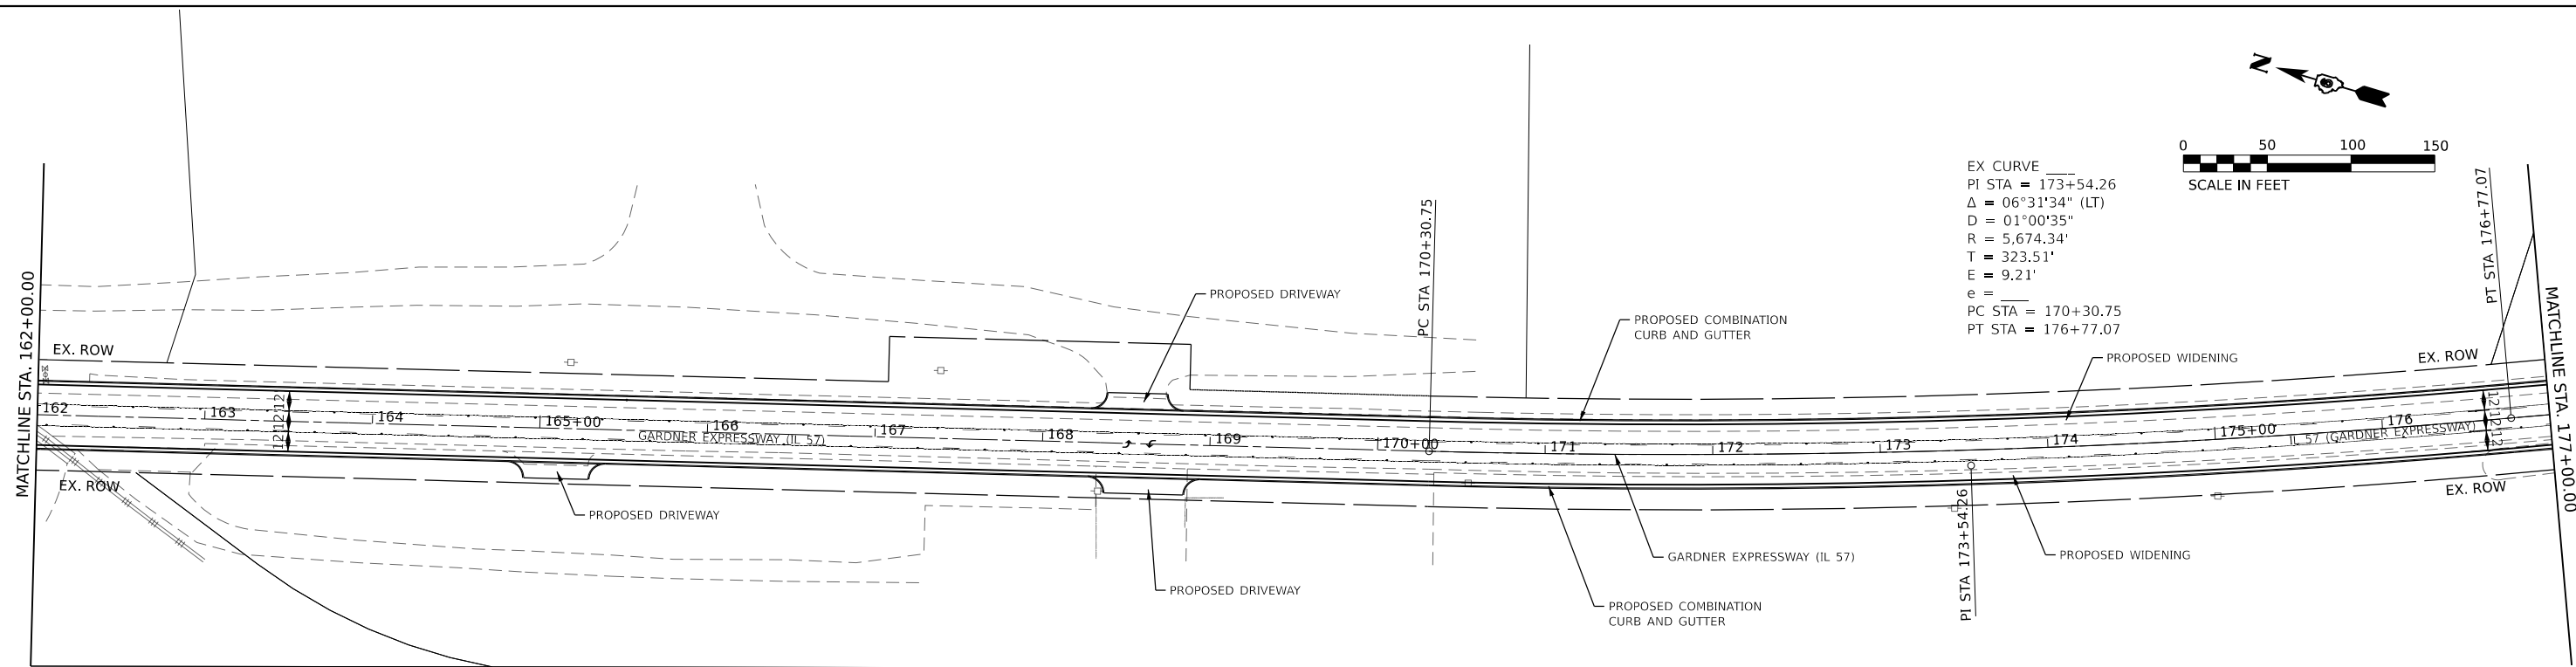 N
0 50 100 150
SCALE IN FEET
EX CURVE ____
PI STA = 173+54.26
Δ = 06°31'34" (LT)
D = 01°00'35"
R = 5,674.34'
T = 323.51'
E = 9.21'
e = ____
PC STA = 170+30.75
PT STA = 176+77.07
MATCHLINE STA. 162+00.00
EX. ROW
EX. ROW
162 163 164 165+00 166 167 168 169 170+00 171 172 173 174 175+00 176
12' 12' 12'
GARDNER EXPRESSWAY (IL 57)
PROPOSED DRIVEWAY
PROPOSED DRIVEWAY
PROPOSED DRIVEWAY
PC STA 170+30.75
PROPOSED COMBINATION
CURB AND GUTTER
PROPOSED WIDENING
GARDNER EXPRESSWAY (IL 57)
PROPOSED COMBINATION
CURB AND GUTTER
PI STA 173+54.26
PROPOSED WIDENING
IL 57 (GARDNER EXPRESSWAY)
12' 12' 12'
PT STA 176+77.07
EX. ROW
EX. ROW
MATCHLINE STA. 177+00.00